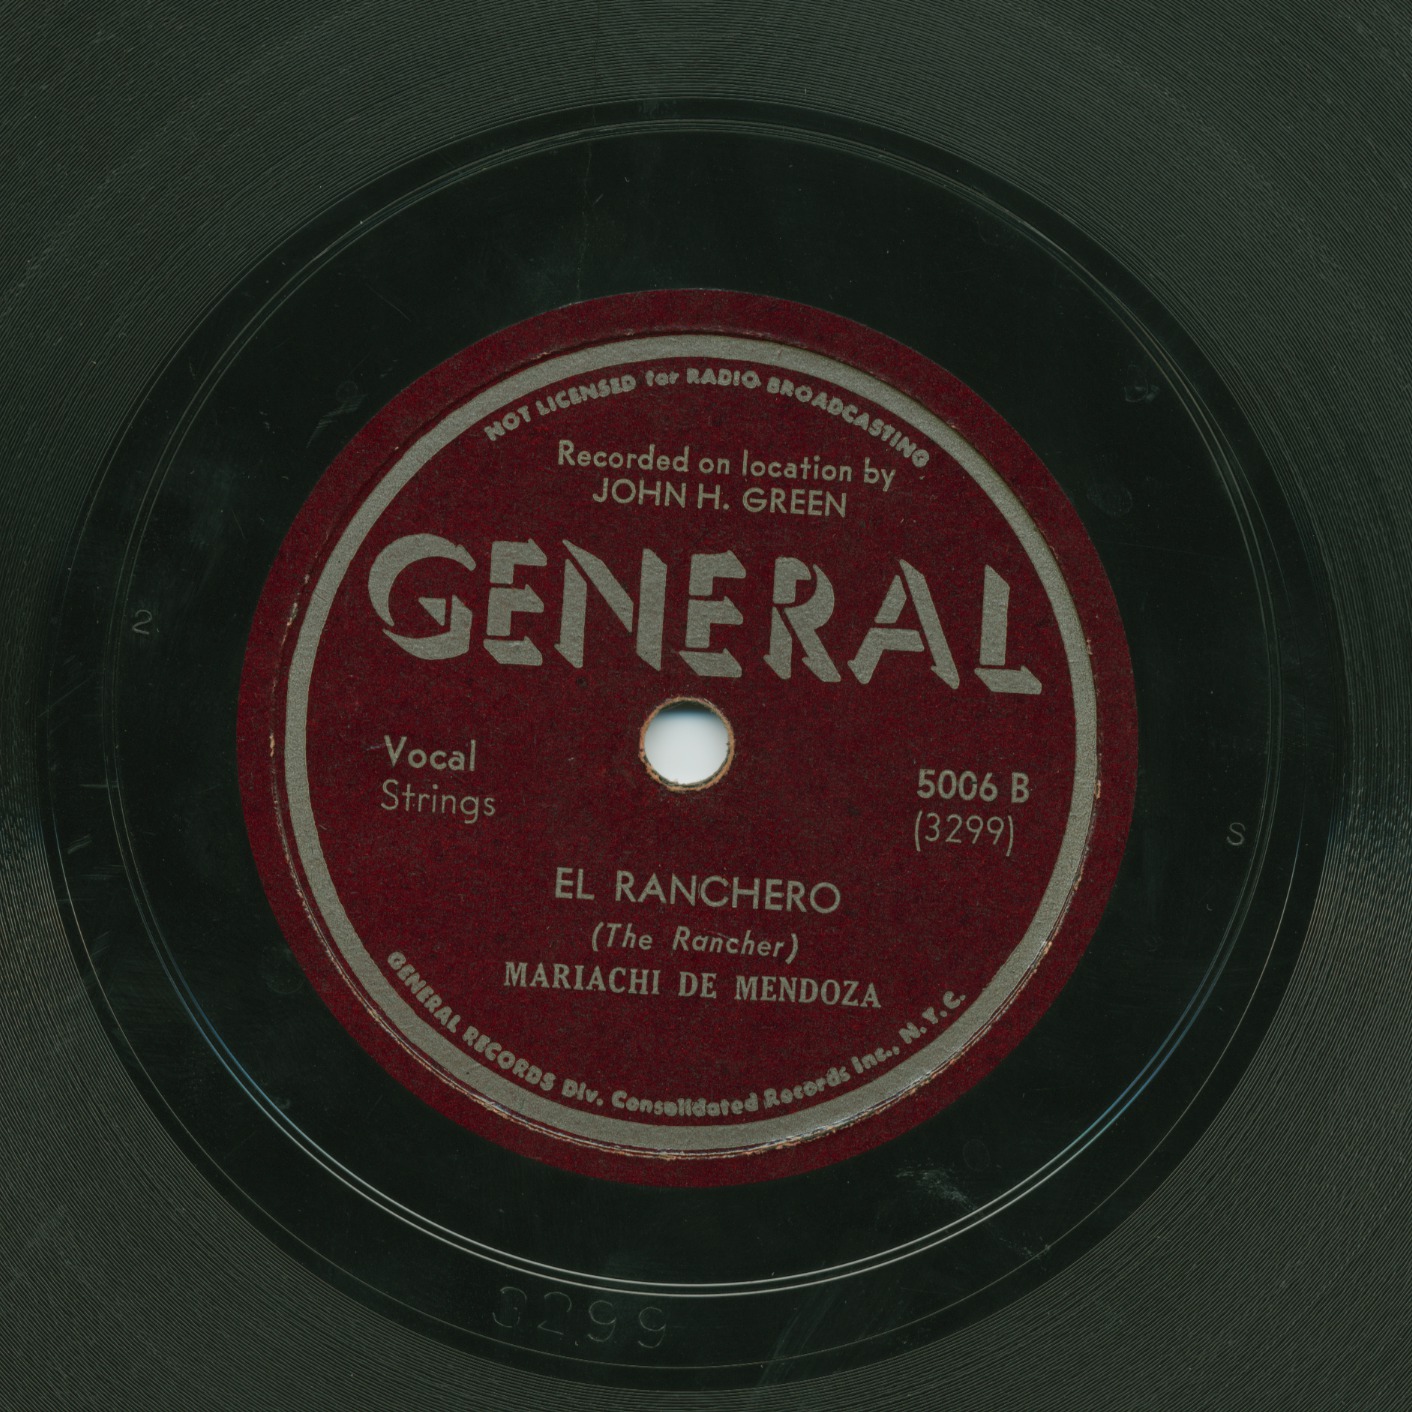 NOT LICENSED for RADIO BROADCASTING
Recorded on location by
JOHN H. GREEN
GENERAL
Vocal
Strings
5006 B
(3299)
EL RANCHERO
(The Rancher)
MARIACHI DE MENDOZA
GENERAL RECORDS Div. Consolidated Records Inc., N.Y.C.
2
S
3299